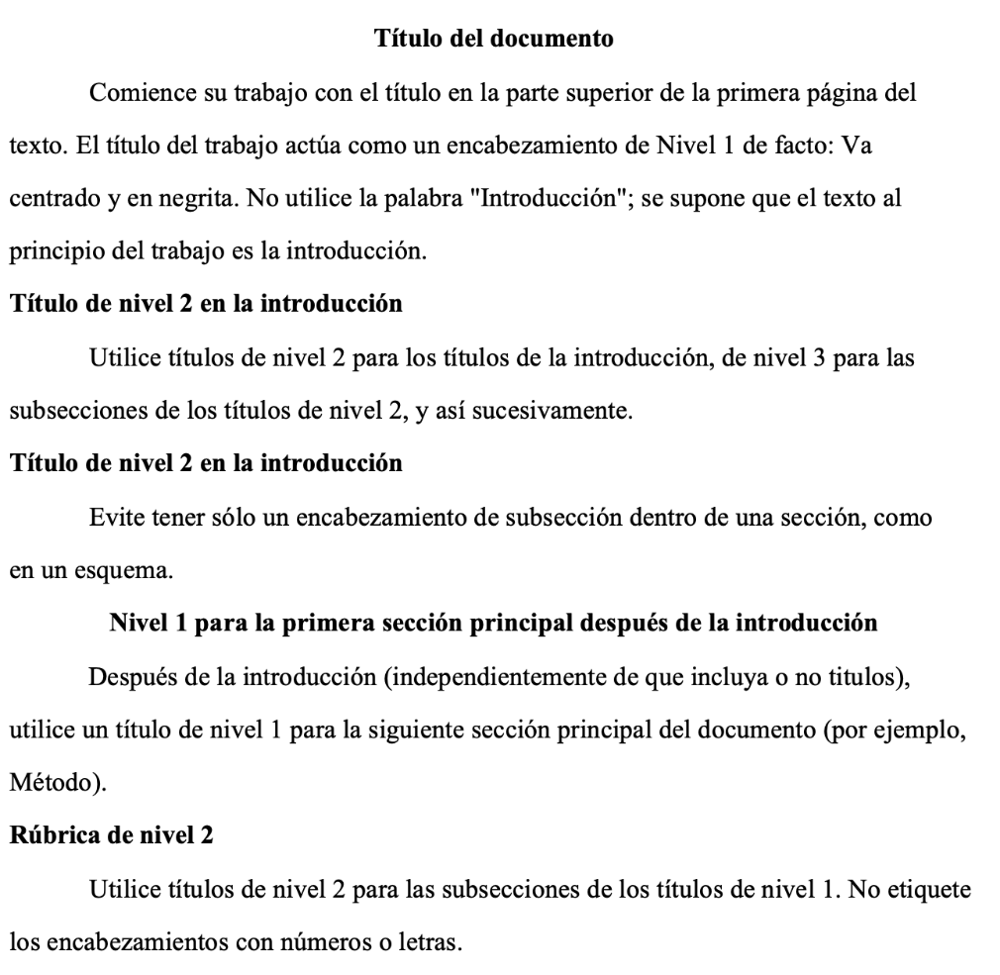 Título del documento
Comience su trabajo con el título en la parte superior de la primera página del
texto. El título del trabajo actúa como un encabezamiento de Nivel 1 de facto: Va
centrado y en negrita. No utilice la palabra "Introducción"; se supone que el texto al
principio del trabajo es la introducción.
Título de nivel 2 en la introducción
Utilice títulos de nivel 2 para los títulos de la introducción, de nivel 3 para las
subsecciones de los títulos de nivel 2, y así sucesivamente.
Título de nivel 2 en la introducción
Evite tener sólo un encabezamiento de subsección dentro de una sección, como
en un esquema.
Nivel 1 para la primera sección principal después de la introducción
Después de la introducción (independientemente de que incluya o no titulos),
utilice un título de nivel 1 para la siguiente sección principal del documento (por ejemplo,
Método).
Rúbrica de nivel 2
Utilice títulos de nivel 2 para las subsecciones de los títulos de nivel 1. No etiquete
los encabezamientos con números o letras.